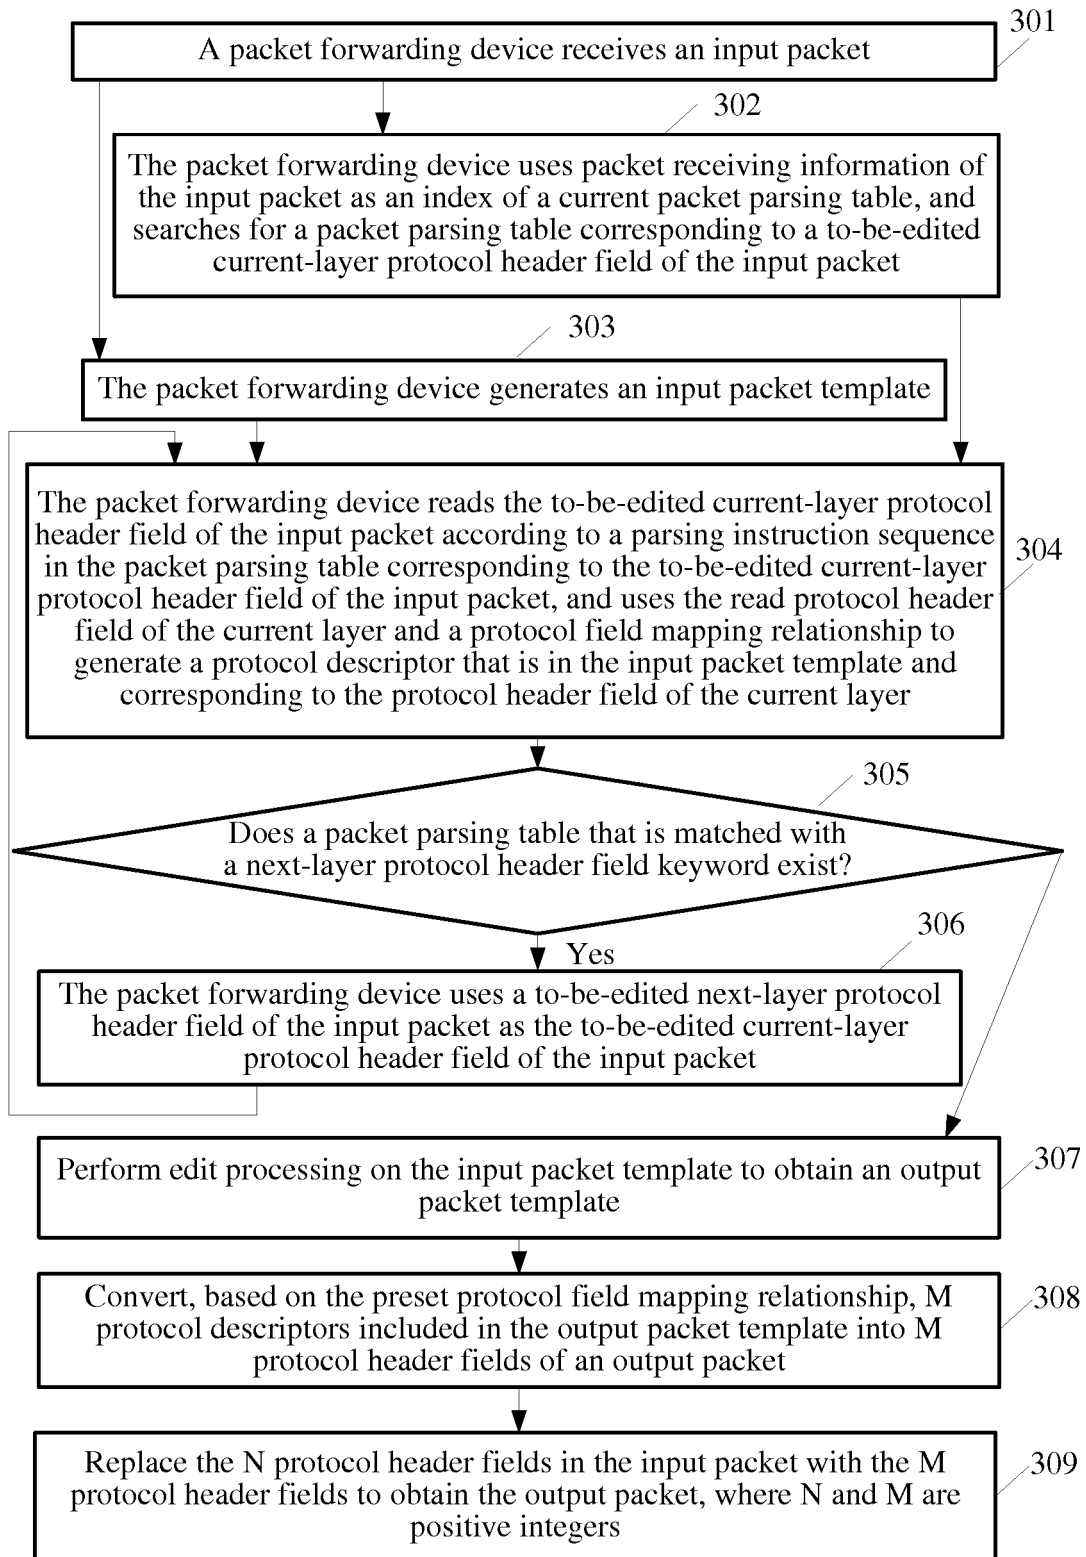 301
A packet forwarding device receives an input packet
302
The packet forwarding device uses packet receiving information of
the input packet as an index of a current packet parsing table, and
searches for a packet parsing table corresponding to a to-be-edited
current-layer protocol header field of the input packet
303
The packet forwarding device generates an input packet template
The packet forwarding device reads the to-be-edited current-layer protocol
header field of the input packet according to a parsing instruction sequence
in the packet parsing table corresponding to the to-be-edited current-layer
protocol header field of the input packet, and uses the read protocol header
field of the current layer and a protocol field mapping relationship to
generate a protocol descriptor that is in the input packet template and
corresponding to the protocol header field of the current layer
304
305
Does a packet parsing table that is matched with
a next-layer protocol header field keyword exist?
Yes
306
The packet forwarding device uses a to-be-edited next-layer protocol
header field of the input packet as the to-be-edited current-layer
protocol header field of the input packet
Perform edit processing on the input packet template to obtain an output
packet template
307
Convert, based on the preset protocol field mapping relationship, M
protocol descriptors included in the output packet template into M
protocol header fields of an output packet
308
Replace the N protocol header fields in the input packet with the M
protocol header fields to obtain the output packet, where N and M are
positive integers
309